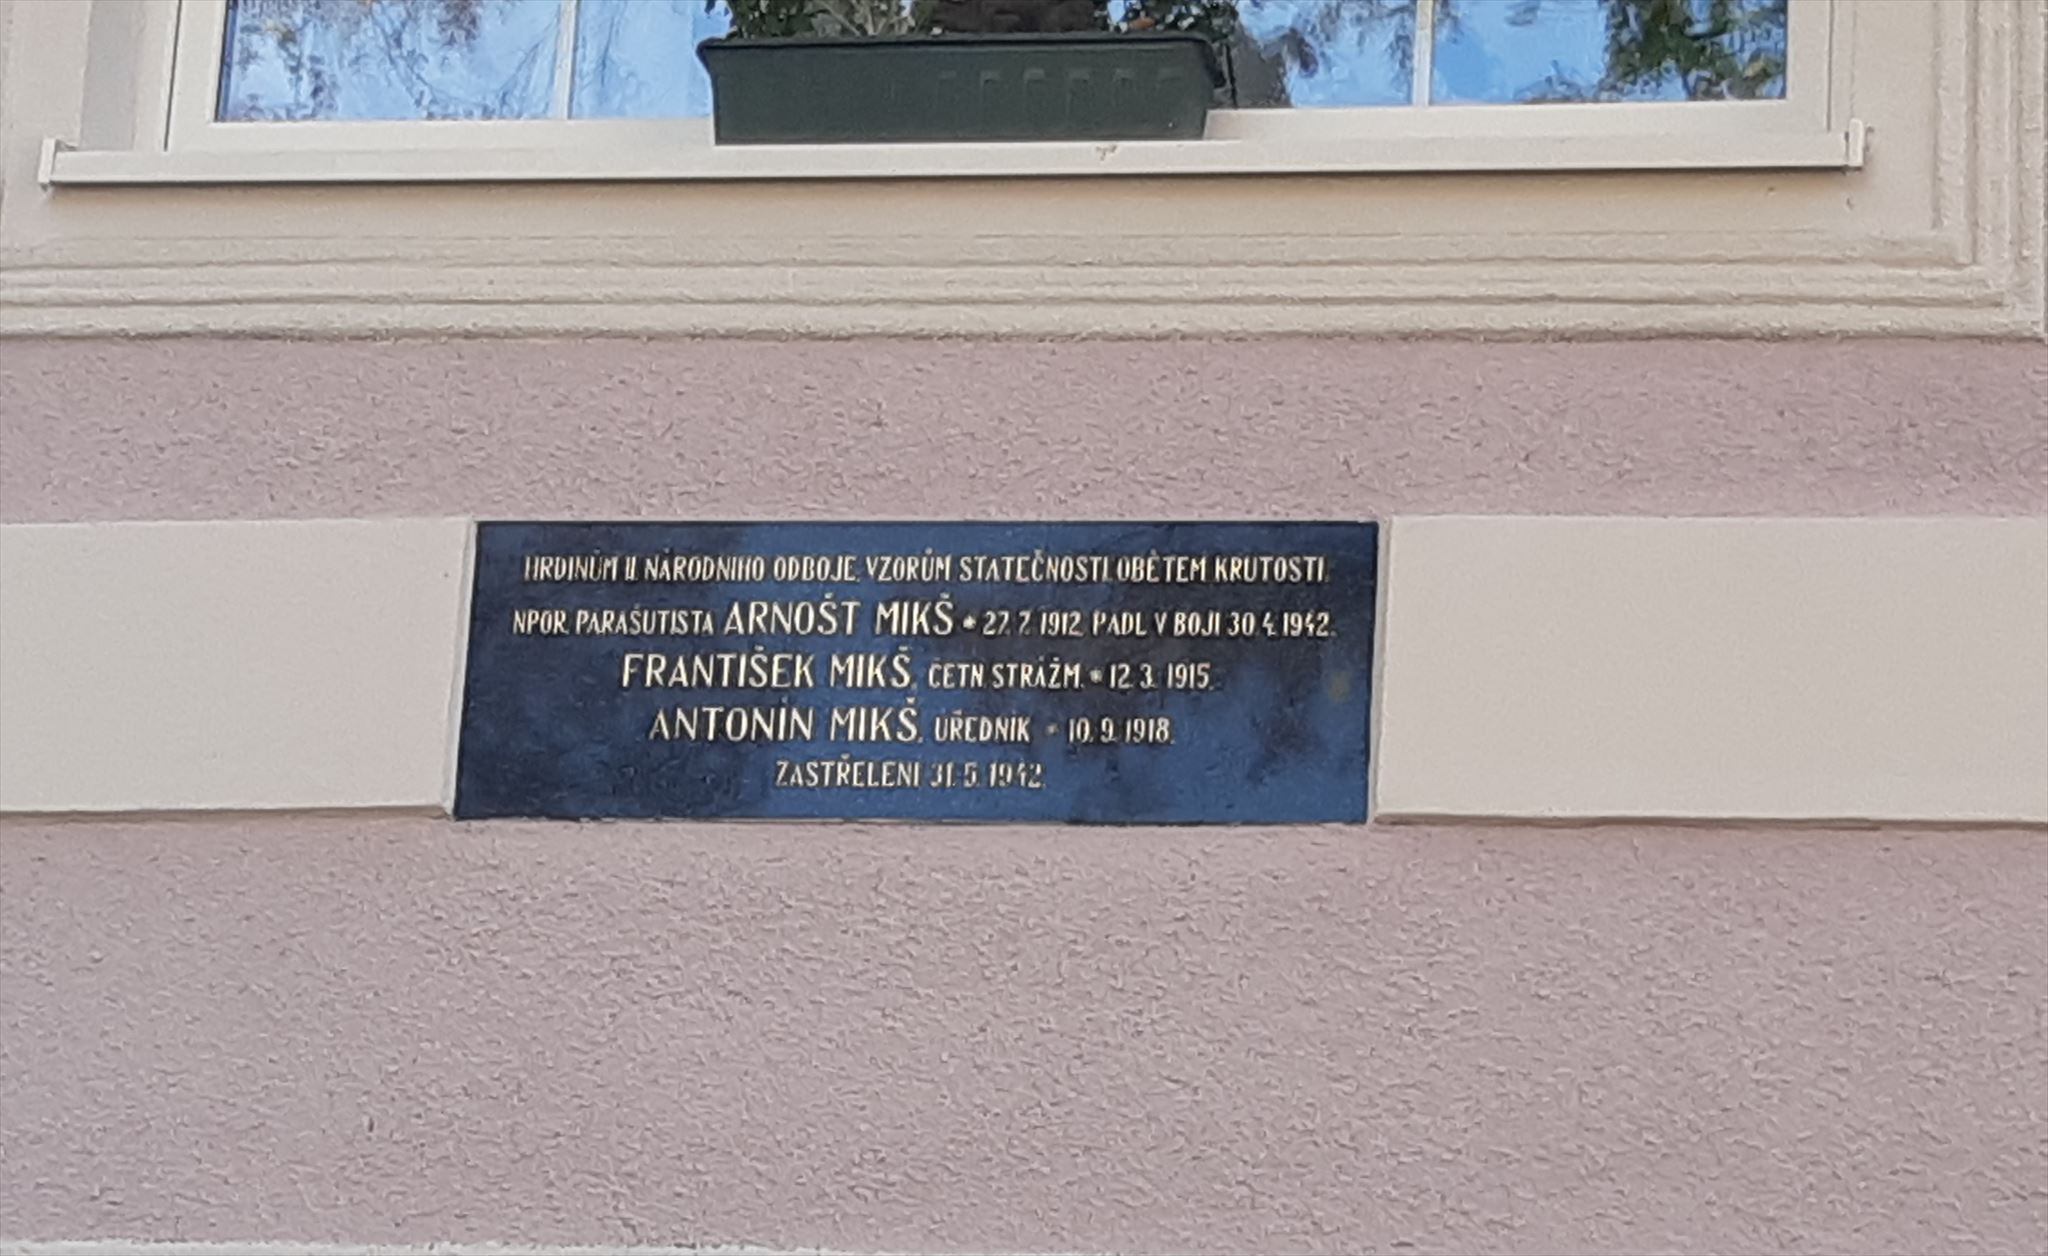 HRDINŮM II. NÁRODNÍHO ODBOJE, VZORŮM STATEČNOSTI, OBĚTEM KRUTOSTI.
NPOR. PARAŠUTISTA ARNOŠT MIKŠ * 27. 7. 1912, PADL V BOJI 30. 4. 1942.
FRANTIŠEK MIKŠ, ČETN. STRÁŽM. * 12. 3. 1915,
ANTONÍN MIKŠ, ÚŘEDNÍK * 10. 9. 1918,
ZASTŘELENI 31. 5. 1942.